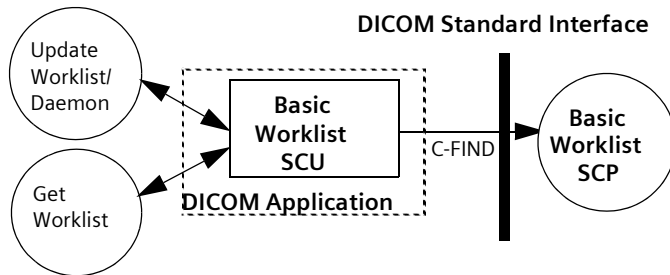 DICOM Standard Interface
Update
Worklist/
Daemon
Basic
Worklist
SCU
C-FIND
Basic
Worklist
SCP
Get
Worklist
DICOM Application